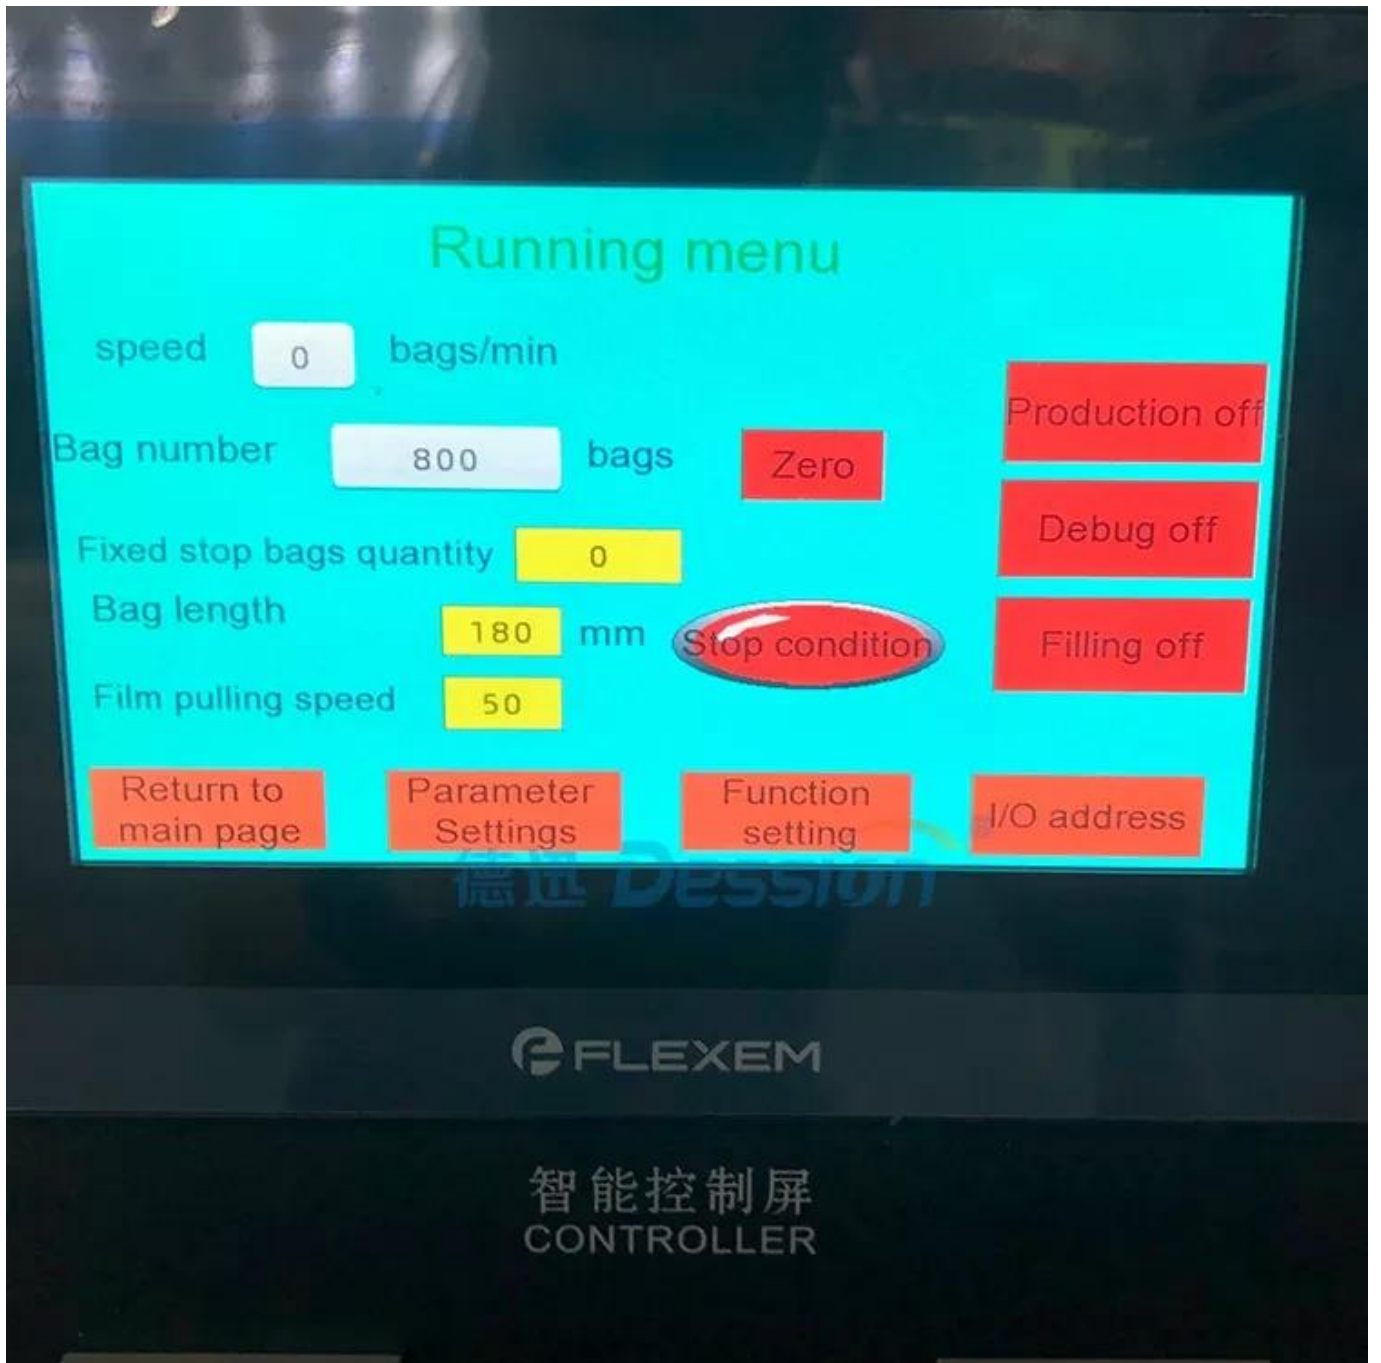 Running menu
speed 0 bags/min
Bag number 800 bags Zero
Production off
Debug off
Fixed stop bags quantity 0
Bag length 180 mm
Stop condition
Filling off
Film pulling speed 50
Return to
main page
Parameter
Settings
Function
setting
I/O address
德迅 Dession
FLEXEM
智能控制屏
CONTROLLER